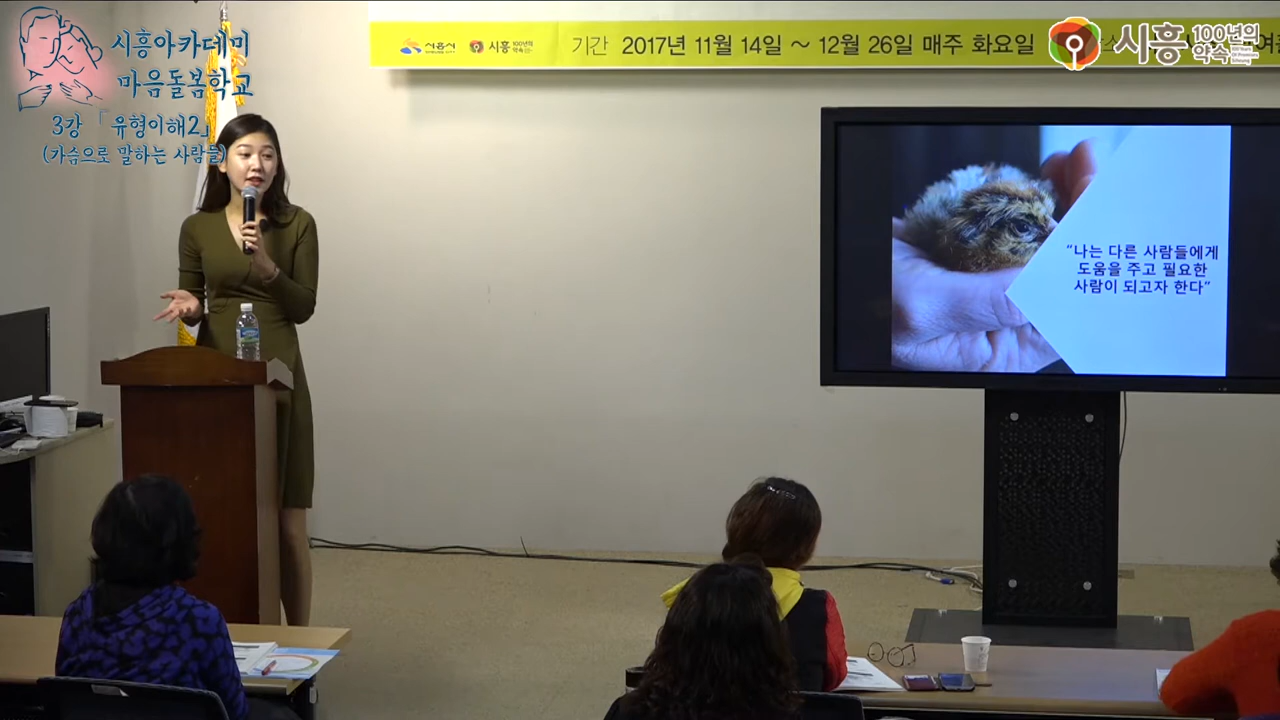 시흥아카데미
마음돌봄학교
3강 「유형이해2」
(가슴으로 말하는 사람들)
시흥시
시흥 100년의 약속
기간 2017년 11월 14일 ~ 12월 26일 매주 화요일
시흥 100년의 약속
“나는 다른 사람들에게
도움을 주고 필요한
사람이 되고자 한다”